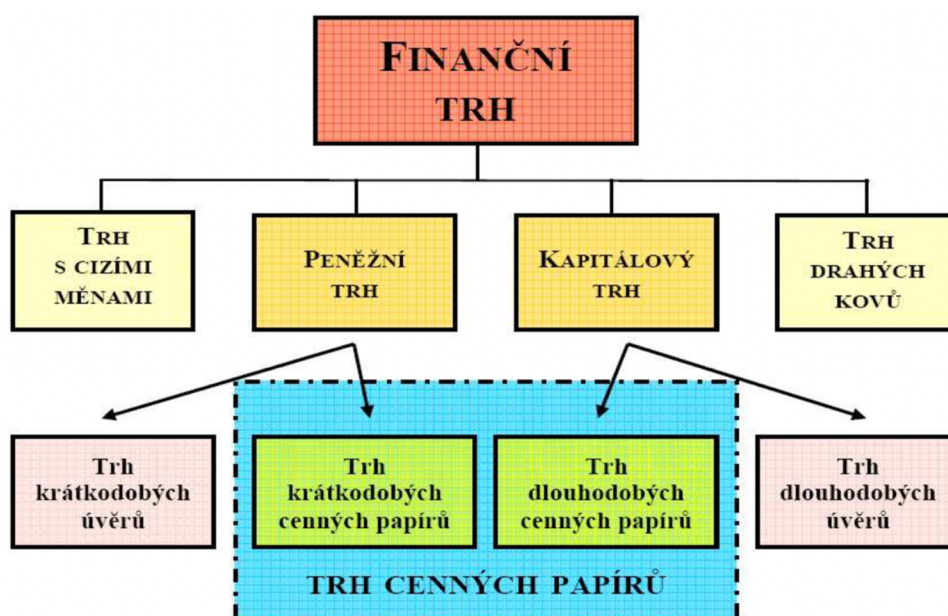 FINANČNÍ
TRH
TRH
S CIZÍMI
MĚNAMI
PENĚŽNÍ
TRH
KAPITÁLOVÝ
TRH
TRH
DRAHÝCH
KOVŮ
Trh
krátkodobých
úvěrů
Trh
krátkodobých
cenných papírů
Trh
dlouhodobých
cenných papírů
Trh
dlouhodobých
úvěrů
TRH CENNÝCH PAPÍRŮ